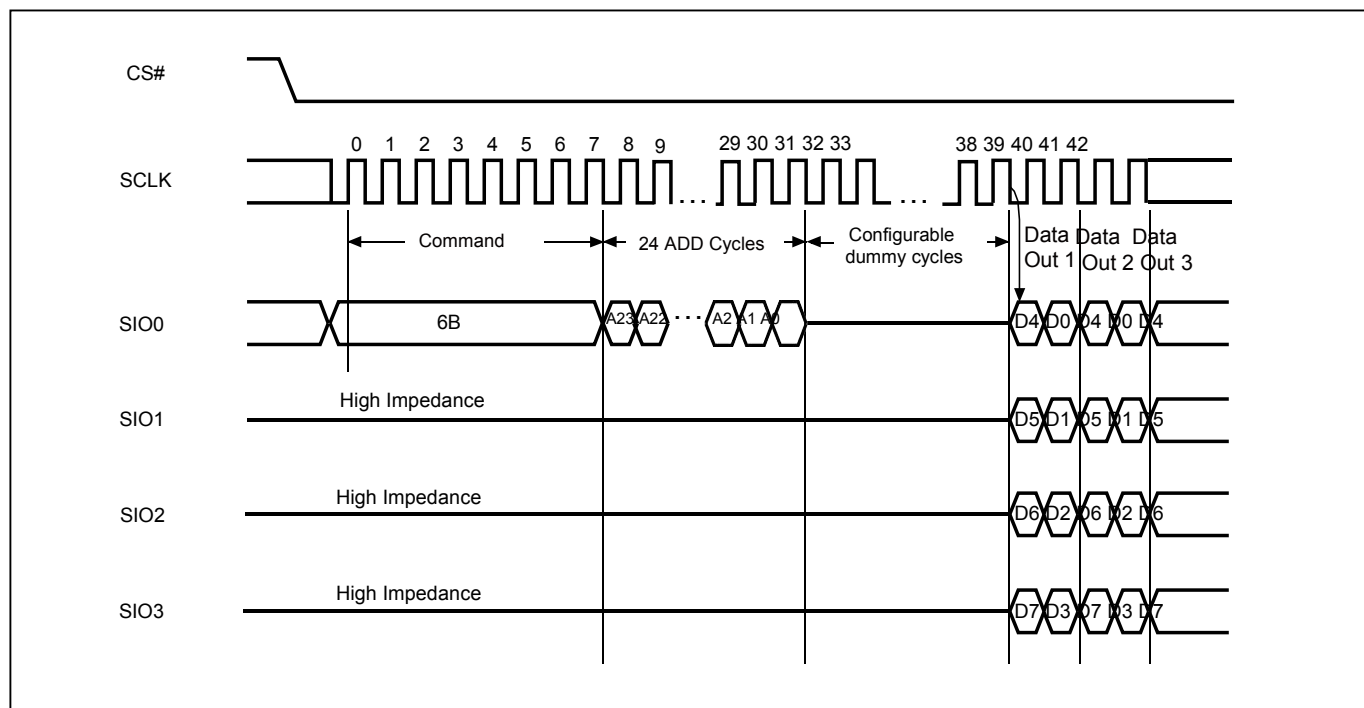 CS#
0 1 2 3 4 5 6 7 8 9 29 30 31 32 33 38 39 40 41 42
SCLK
... ...
Command
24 ADD Cycles
Configurable
dummy cycles
Data
Out 1
Data
Out 2
Data
Out 3
SIO0
6B
A23 A22 ... A2 A1 A0
D4 D0 D4 D0 D4
High Impedance
SIO1
D5 D1 D5 D1 D5
High Impedance
SIO2
D6 D2 D6 D2 D6
High Impedance
SIO3
D7 D3 D7 D3 D7